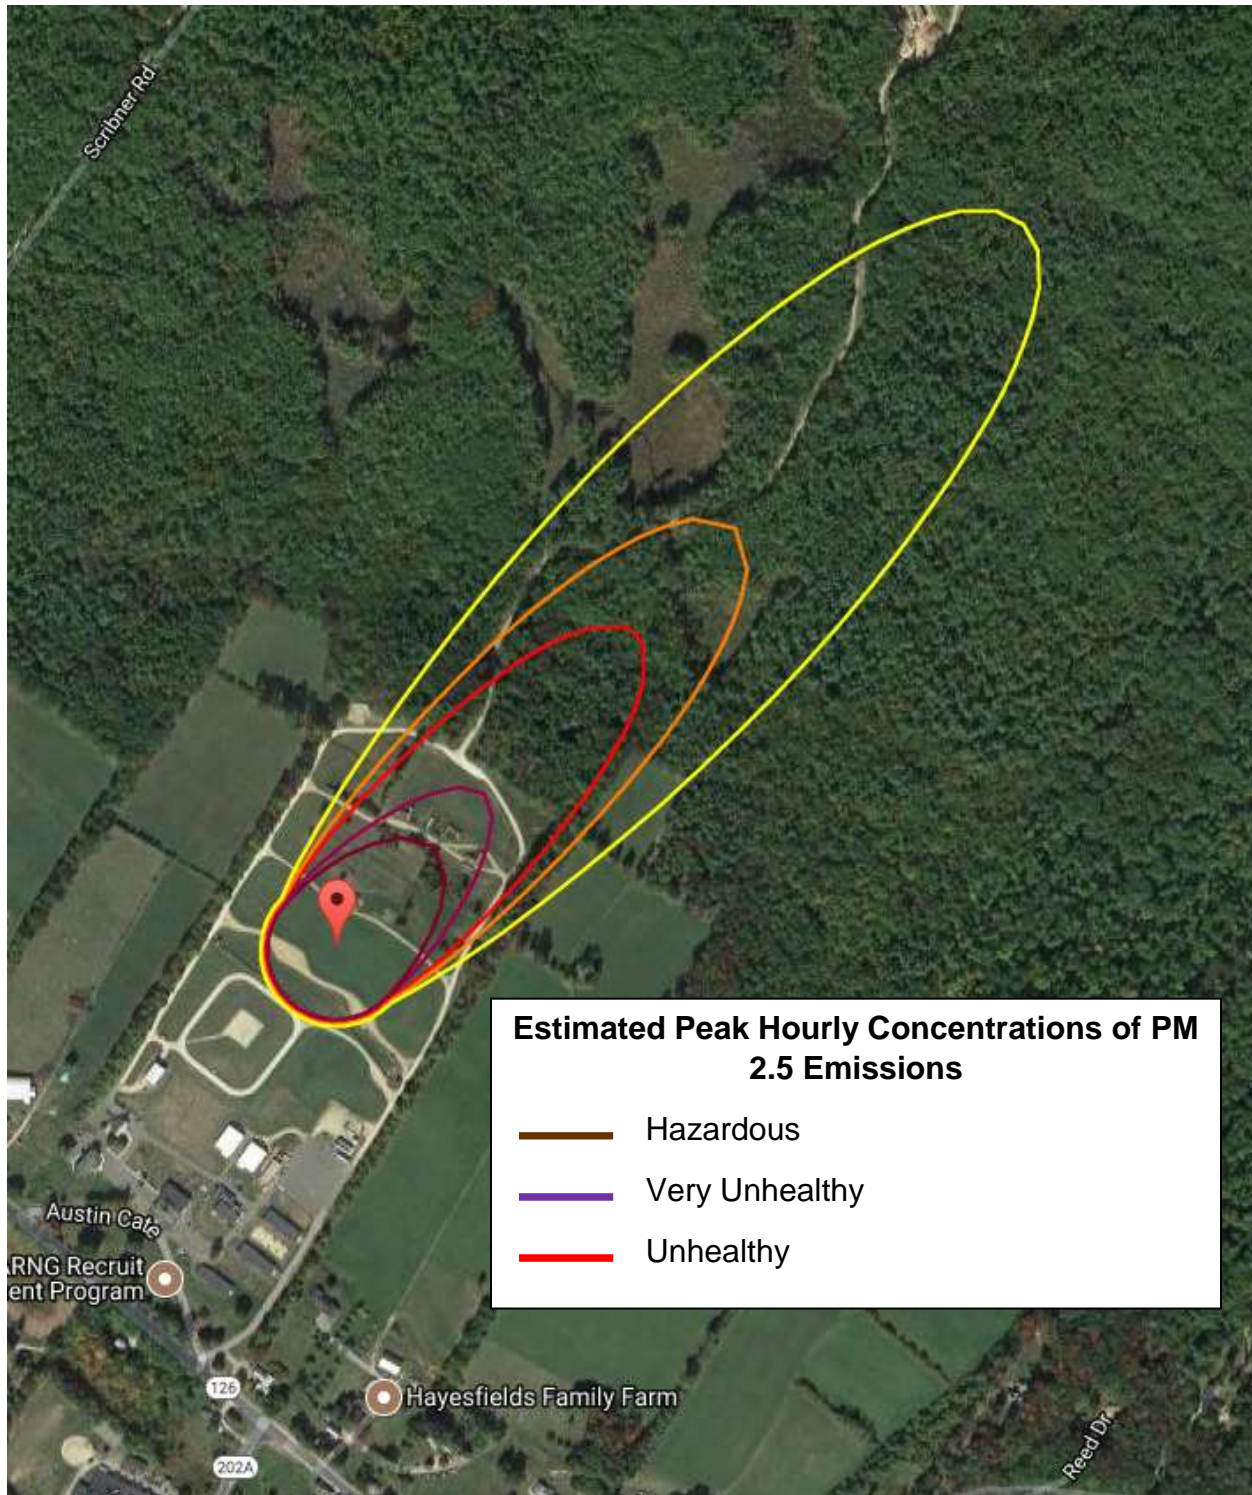 Scribner Rd
Estimated Peak Hourly Concentrations of PM
2.5 Emissions
Hazardous
Very Unhealthy
Unhealthy
Austin Cate
ARNG Recruit
ent Program
126
Hayesfields Family Farm
202A
Reed Dr